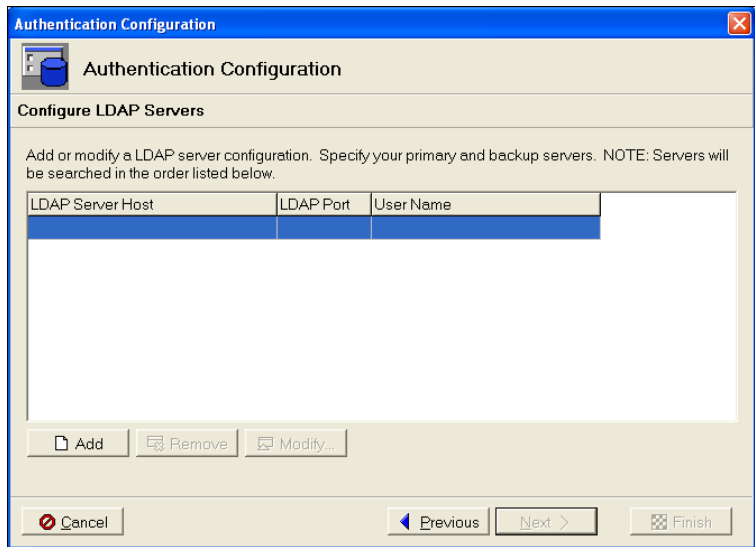 Authentication Configuration
Authentication Configuration
Configure LDAP Servers
Add or modify a LDAP server configuration. Specify your primary and backup servers. NOTE: Servers will
be searched in the order listed below.
LDAP Server Host LDAP Port User Name
Add Remove Modify...
Cancel Previous Next > Finish